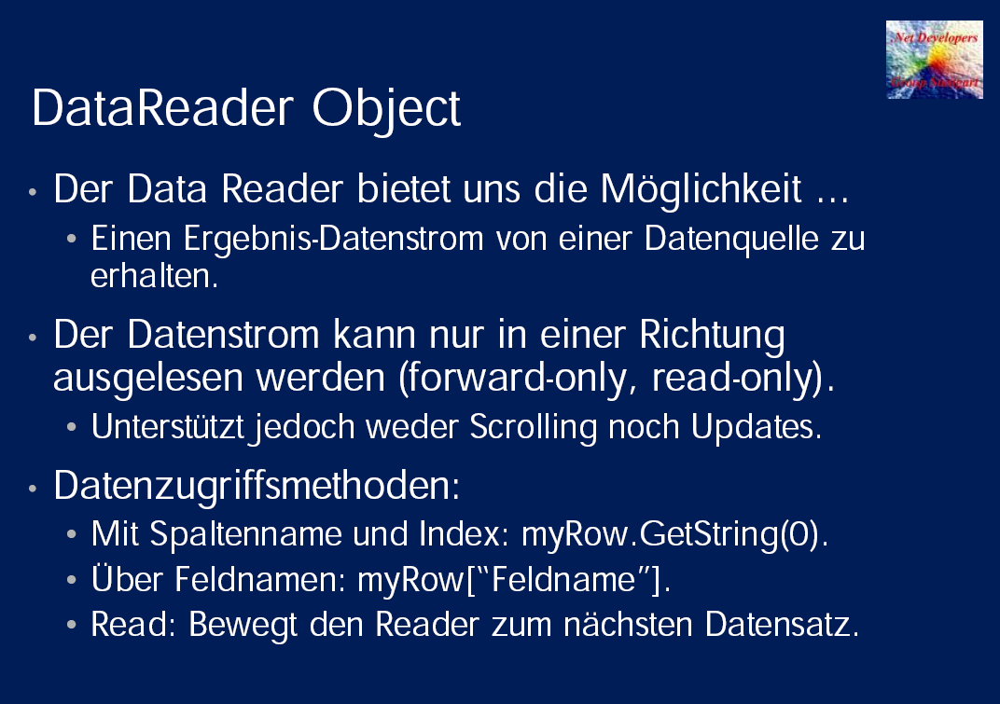 .Net Developers
Group Stuttgart
DataReader Object
• Der Data Reader bietet uns die Möglichkeit ...
• Einen Ergebnis-Datenstrom von einer Datenquelle zu
erhalten.
• Der Datenstrom kann nur in einer Richtung
ausgelesen werden (forward-only, read-only).
• Unterstützt jedoch weder Scrolling noch Updates.
• Datenzugriffsmethoden:
• Mit Spaltenname und Index: myRow.GetString(0).
• Über Feldnamen: myRow[“Feldname”].
• Read: Bewegt den Reader zum nächsten Datensatz.